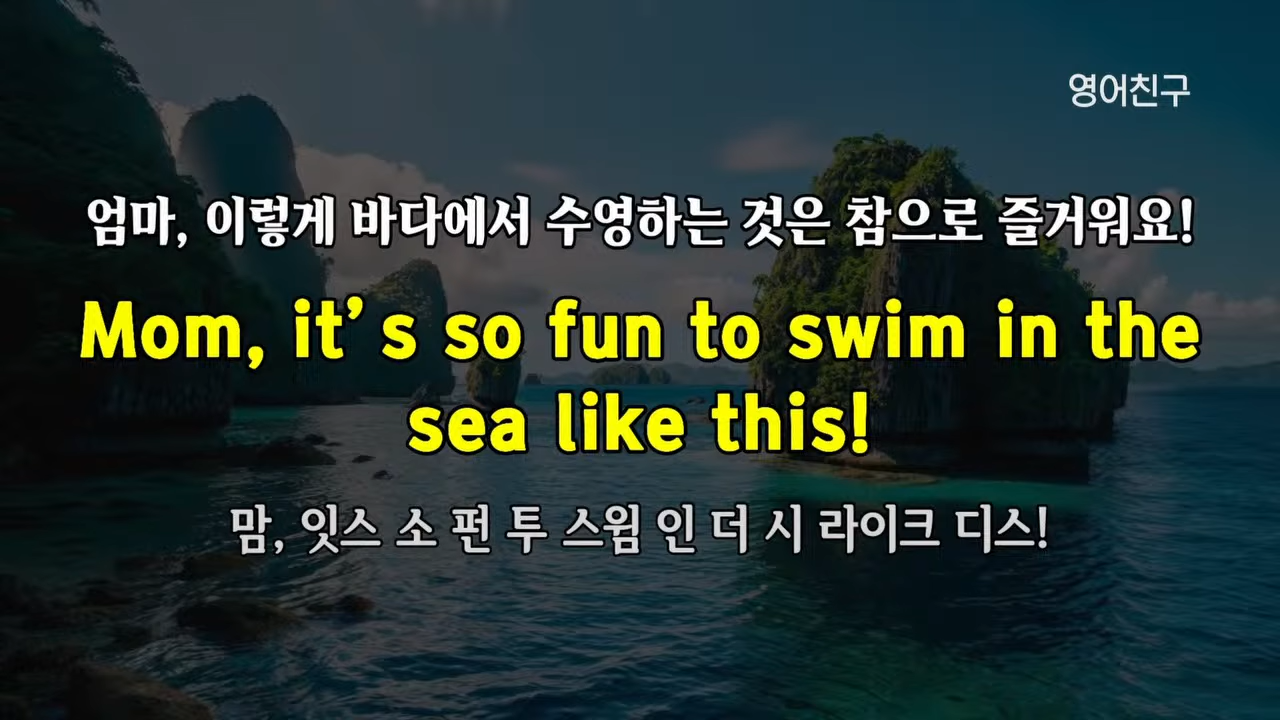 영어친구
엄마, 이렇게 바다에서 수영하는 것은 참으로 즐거워요!
Mom, it's so fun to swim in the
sea like this!
맘, 잇스 소 펀 투 스윔 인 더 시 라이크 디스!